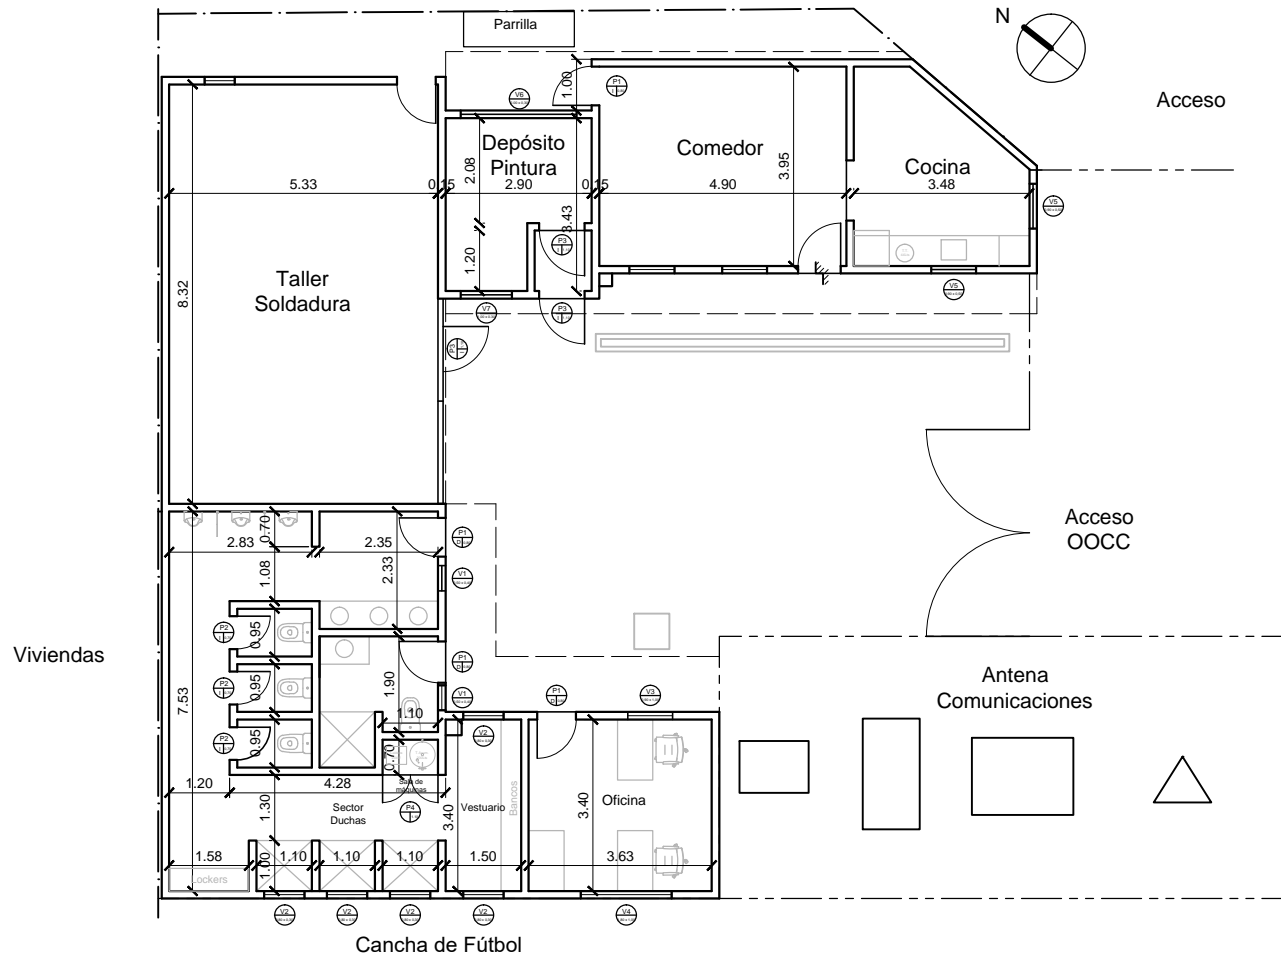 Parrilla
N
Acceso
V6
P1
1.00
Depósito
Pintura
Comedor
Cocina
2.08
3.95
5.33
0.15
2.90
0.15
4.90
3.48
V5
3.43
P3
1.20
Taller
Soldadura
8.32
V5
V7
P3
P3
Acceso
OOCC
0.70
2.83
2.35
P1
2.33
1.08
V1
P2
0.95
Viviendas
P1
P2
0.95
1.90
V1
P1
V3
Antena
Comunicaciones
7.53
1.10
P2
0.95
V2
0.70
1.20
4.28
Sala de
máquinas
Sector
Duchas
P4
1.30
3.40
Vestuario
Bancos
3.40
Oficina
1.58
1.00
1.10
1.10
1.10
1.50
3.63
Lockers
V2
V2
V2
V2
V4
Cancha de Fútbol